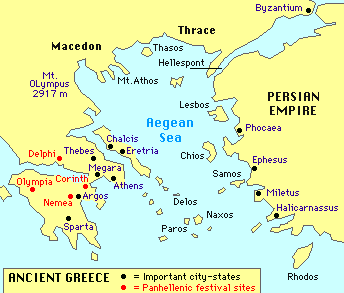 Byzantium
Thrace
Macedon
Thasos
Hellespont
Mt. Athos
Mt.
OLympus
2917 m
Lesbos
PERSIAN
EMPIRE
Aegean
Sea
Phocaea
Chalcis
Eretria
Thebes
Delphi
Chios
Megara
Ephesus
Corinth
Athens
Samos
Olympia
Argos
Miletus
Nemea
Delos
Halicarnassus
Naxos
Sparta
Paros
Rhodos
ANCIENT GREECE
= Important city-states
= Panhellenic festival sites